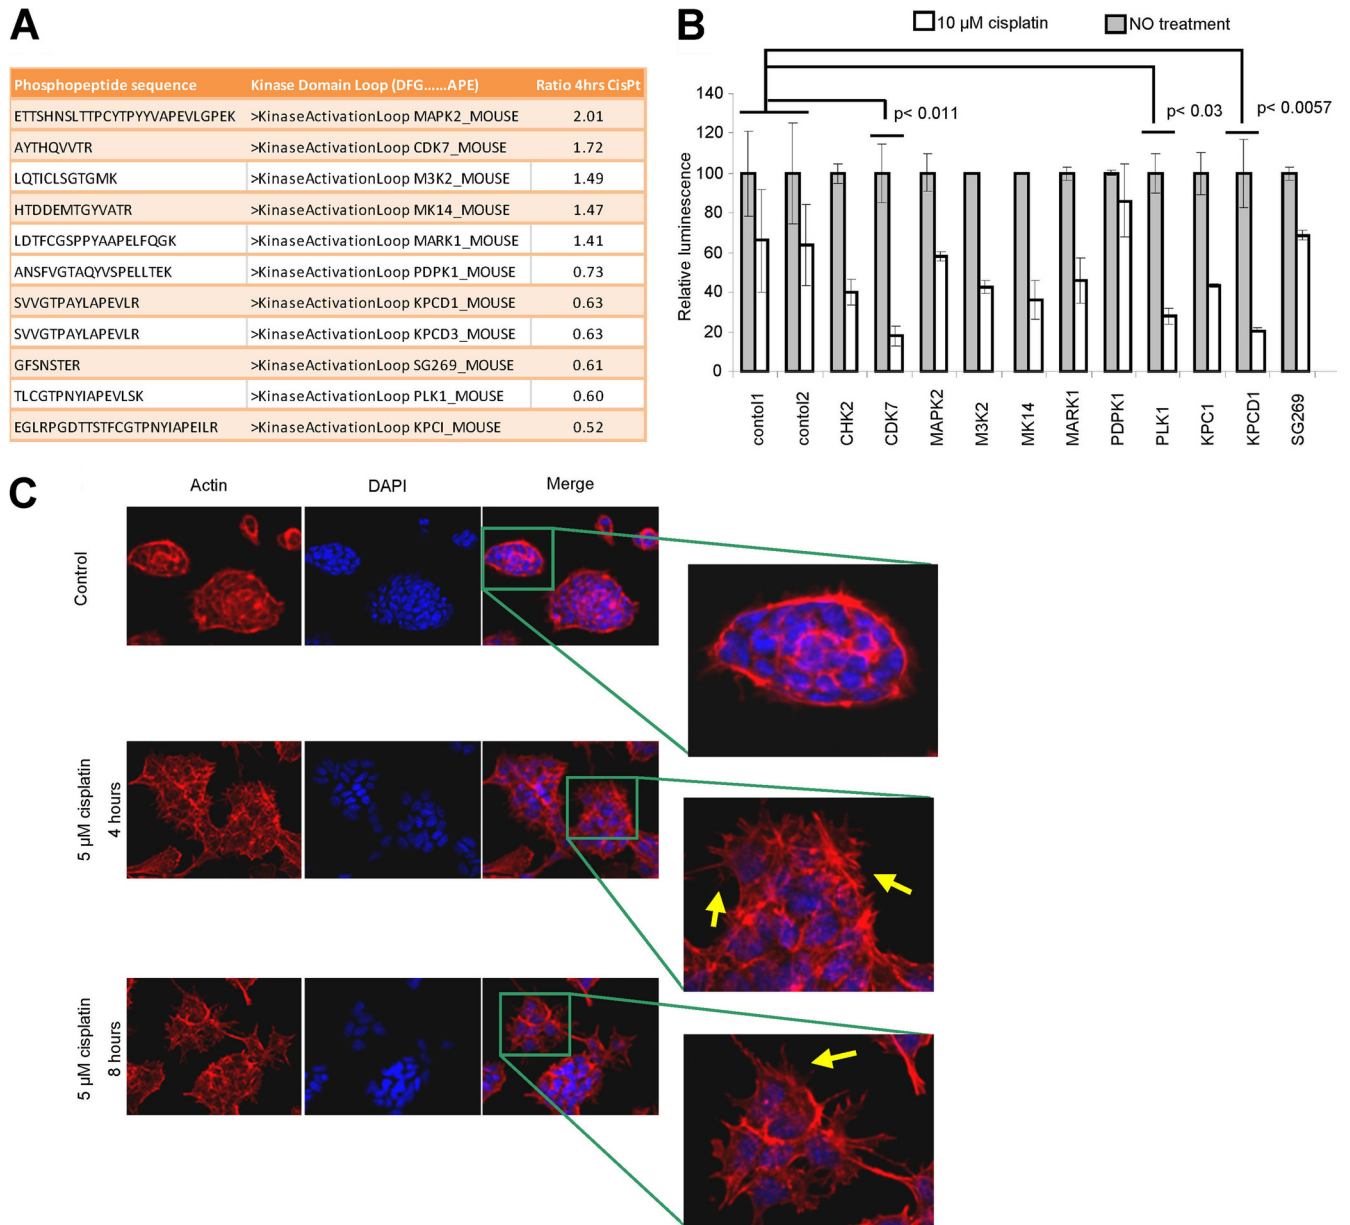 A
Phosphopeptide sequence Kinase Domain Loop (DFG......APE) Ratio 4hrs CisPt
ETTSHNSLTTPCYTPYYVAPEVLGPEK >KinaseActivationLoop MAPK2_MOUSE 2.01
AYTHQVVTR >KinaseActivationLoop CDK7_MOUSE 1.72
LQTICLSGTGMK >KinaseActivationLoop M3K2_MOUSE 1.49
HTDDEMTGYVATR >KinaseActivationLoop MK14_MOUSE 1.47
LDTFCGSPPYAAPELFQGK >KinaseActivationLoop MARK1_MOUSE 1.41
ANSFVGTAQYVSPELLTEK >KinaseActivationLoop PDPK1_MOUSE 0.73
SVVGTPAYLAPEVLR >KinaseActivationLoop KPCD1_MOUSE 0.63
SVVGTPAYLAPEVLR >KinaseActivationLoop KPCD3_MOUSE 0.63
GFSNSTER >KinaseActivationLoop SG269_MOUSE 0.61
TLCGTPNYIAPEVLSK >KinaseActivationLoop PLK1_MOUSE 0.60
EGLRPGDTTSTFCGTPNYIAPEILR >KinaseActivationLoop KPCI_MOUSE 0.52
B
10 µM cisplatin NO treatment
p< 0.011 p< 0.03 p< 0.0057
Relative luminescence
140
120
100
80
60
40
20
0
contol1 contol2 CHK2 CDK7 MAPK2 M3K2 MK14 MARK1 PDPK1 PLK1 KPC1 KPCD1 SG269
C
Actin DAPI Merge
Control
5 µM cisplatin
4 hours
5 µM cisplatin
8 hours